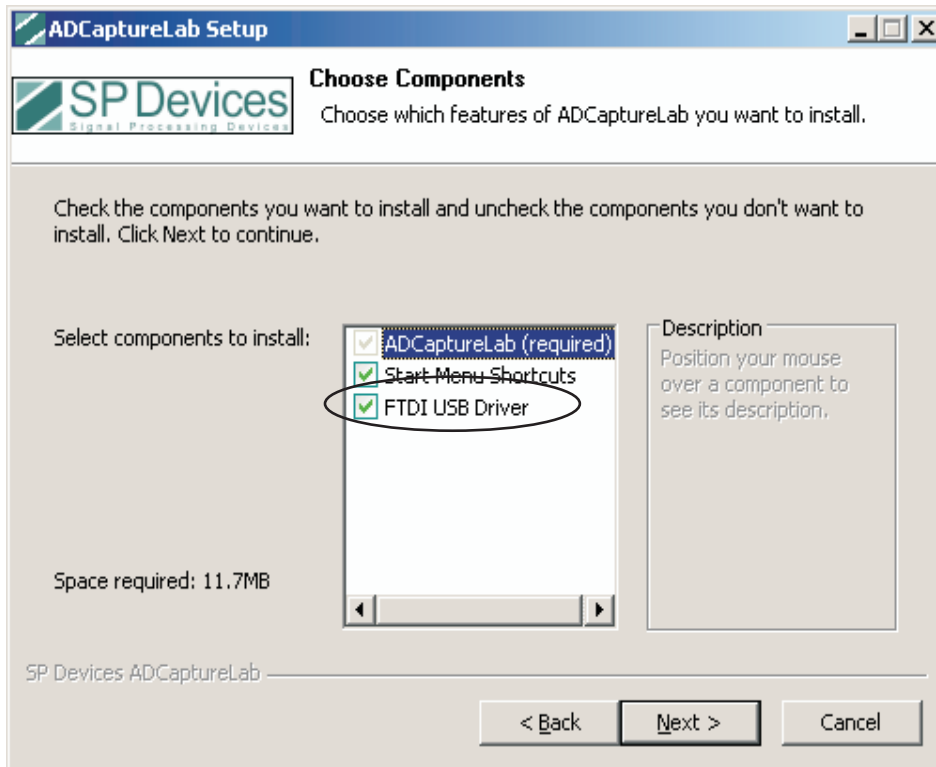 ADCaptureLab Setup
SP Devices
Signal Processing Devices
Choose Components
Choose which features of ADCaptureLab you want to install.
Check the components you want to install and uncheck the components you don't want to
install. Click Next to continue.
Select components to install:
ADCaptureLab (required)
Start Menu Shortcuts
FTDI USB Driver
Description
Position your mouse
over a component to
see its description.
Space required: 11.7MB
SP Devices ADCaptureLab
< Back
Next >
Cancel